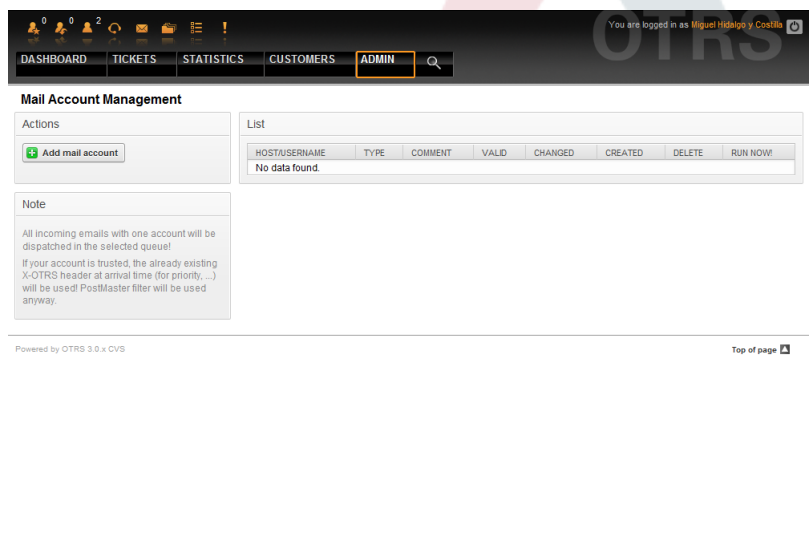 0 0 2
You are logged in as Miguel Hidalgo y Costilla
OTRS
DASHBOARD TICKETS STATISTICS CUSTOMERS ADMIN
Mail Account Management
Actions
Add mail account
List
HOST/USERNAME TYPE COMMENT VALID CHANGED CREATED DELETE RUN NOW!
No data found.
Note
All incoming emails with one account will be
dispatched in the selected queue!
If your account is trusted, the already existing
X-OTRS header at arrival time (for priority, ...)
will be used! PostMaster filter will be used
anyway.
Powered by OTRS 3.0.x CVS
Top of page